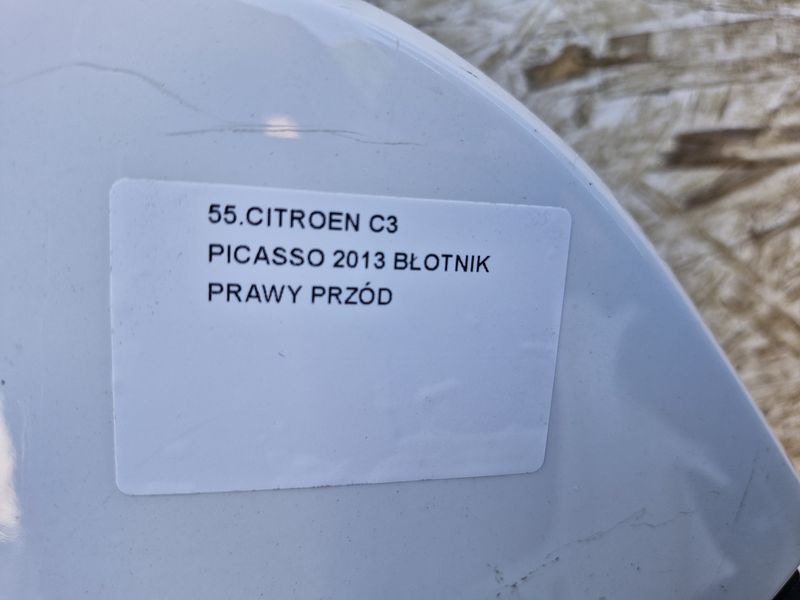 55.CITROEN C3
PICASSO 2013 BŁOTNIK
PRAWY PRZÓD